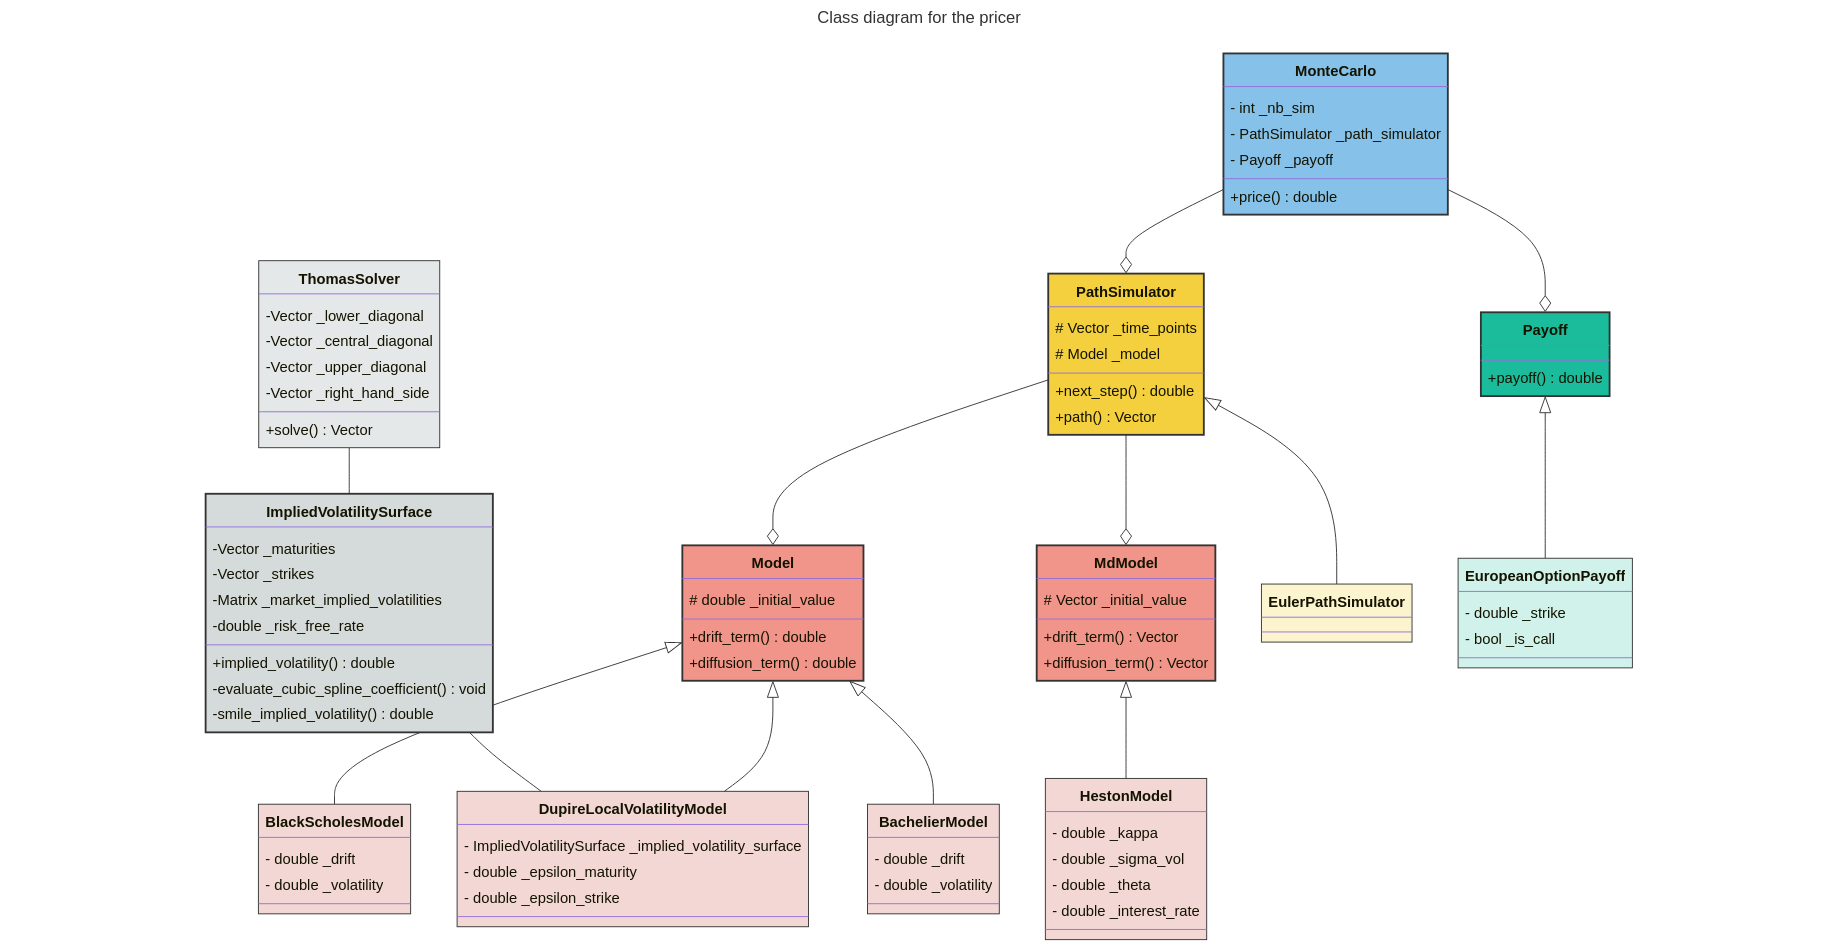 Class diagram for the pricer
MonteCarlo
- int _nb_sim
- PathSimulator _path_simulator
- Payoff _payoff
+price() : double
ThomasSolver
-Vector _lower_diagonal
-Vector _central_diagonal
-Vector _upper_diagonal
-Vector _right_hand_side
+solve() : Vector
PathSimulator
# Vector _time_points
# Model _model
+next_step() : double
+path() : Vector
Payoff
+payoff() : double
ImpliedVolatilitySurface
-Vector _maturities
-Vector _strikes
-Matrix _market_implied_volatilities
-double _risk_free_rate
+implied_volatility() : double
-evaluate_cubic_spline_coefficient() : void
-smile_implied_volatility() : double
Model
# double _initial_value
+drift_term() : double
+diffusion_term() : double
MdModel
# Vector _initial_value
+drift_term() : Vector
+diffusion_term() : Vector
EulerPathSimulator
EuropeanOptionPayoff
- double _strike
- bool _is_call
BlackScholesModel
- double _drift
- double _volatility
DupireLocalVolatilityModel
- ImpliedVolatilitySurface _implied_volatility_surface
- double _epsilon_maturity
- double _epsilon_strike
BachelierModel
- double _drift
- double _volatility
HestonModel
- double _kappa
- double _sigma_vol
- double _theta
- double _interest_rate